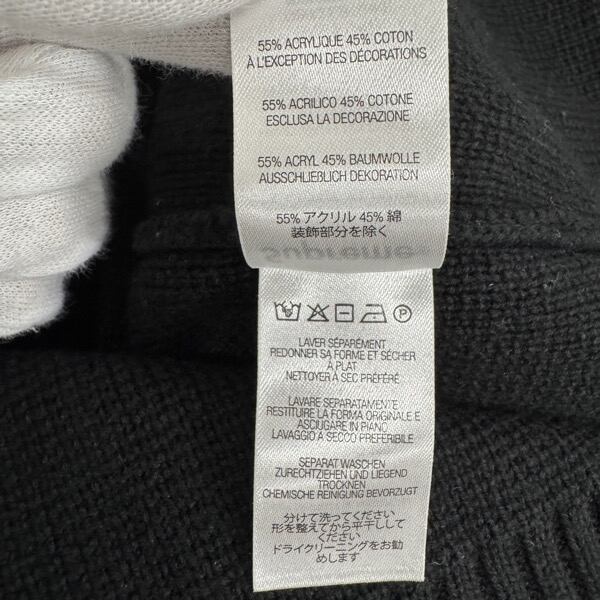 55% ACRYLIQUE 45% COTON
À L'EXCEPTION DES DÉCORATIONS
55% ACRILICO 45% COTONE
ESCLUSA LA DECORAZIONE
55% ACRYL 45% BAUMWOLLE
AUSSCHLIEßLICH DEKORATION
55% アクリル 45% 綿
装飾部分を除く
Supreme
P
LAVER SÉPARÉMENT
REDONNER SA FORME ET SÉCHER
À PLAT
NETTOYER À SEC PRÉFÉRÉ
LAVARE SEPARATAMENTE
RESTITUIRE LA FORMA ORIGINALE E
ASCIUGARE IN PIANO
LAVAGGIO A SECCO PREFERIBILE
SEPARAT WASCHEN
ZURECHTZIEHEN UND LIEGEND
TROCKNEN
CHEMISCHE REINIGUNG BEVORZUGT
分けて洗ってください
形を整えてから平干しして
ください
ドライクリーニングをお勧
めします